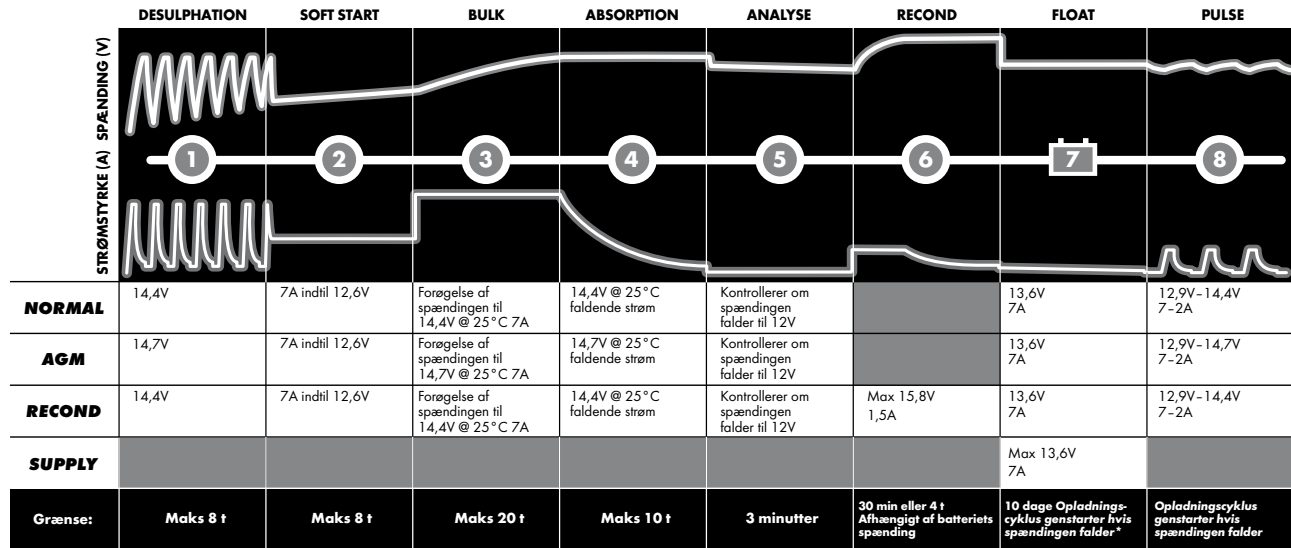 DESULPHATION SOFT START BULK ABSORPTION ANALYSE RECOND FLOAT PULSE
SPÆNDING (V)
STRØMSTYRKE (A)
1 2 3 4 5 6 7 8
NORMAL
14,4V
7A indtil 12,6V
Forøgelse af
spændingen til
14,4V @ 25°C 7A
14,4V @ 25°C
faldende strøm
Kontrollerer om
spændingen
falder til 12V
13,6V
7A
12,9V–14,4V
7–2A
AGM
14,7V
7A indtil 12,6V
Forøgelse af
spændingen til
14,7V @ 25°C 7A
14,7V @ 25°C
faldende strøm
Kontrollerer om
spændingen
falder til 12V
13,6V
7A
12,9V–14,7V
7–2A
RECOND
14,4V
7A indtil 12,6V
Forøgelse af
spændingen til
14,4V @ 25°C 7A
14,4V @ 25°C
faldende strøm
Kontrollerer om
spændingen
falder til 12V
Max 15,8V
1,5A
13,6V
7A
12,9V–14,4V
7–2A
SUPPLY
Max 13,6V
7A
Grænse:
Maks 8 t
Maks 8 t
Maks 20 t
Maks 10 t
3 minutter
30 min eller 4 t
Afhængigt af batteriets
spænding
10 dage Opladnings-
cyklus genstarter hvis
spændingen falder*
Opladningscyklus
genstarter hvis
spændingen falder